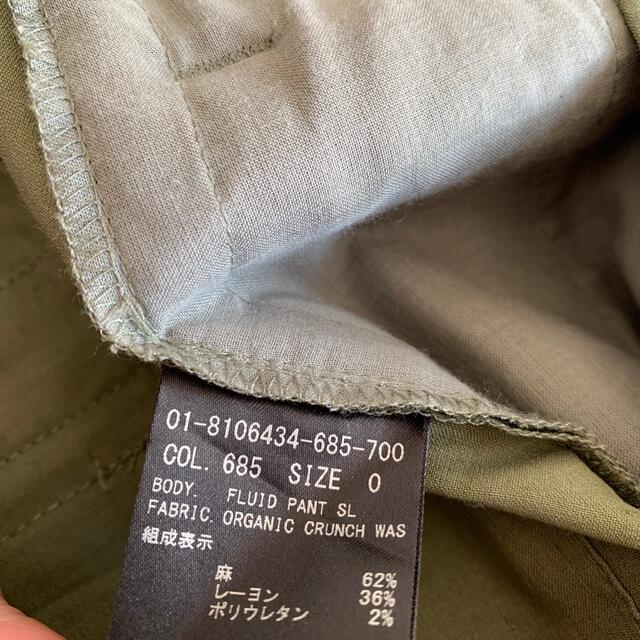 01-8106434-685-700
COL. 685 SIZE 0
BODY. FLUID PANT SL
FABRIC. ORGANIC CRUNCH WAS
組成表示
麻 62%
レーヨン 36%
ポリウレタン 2%